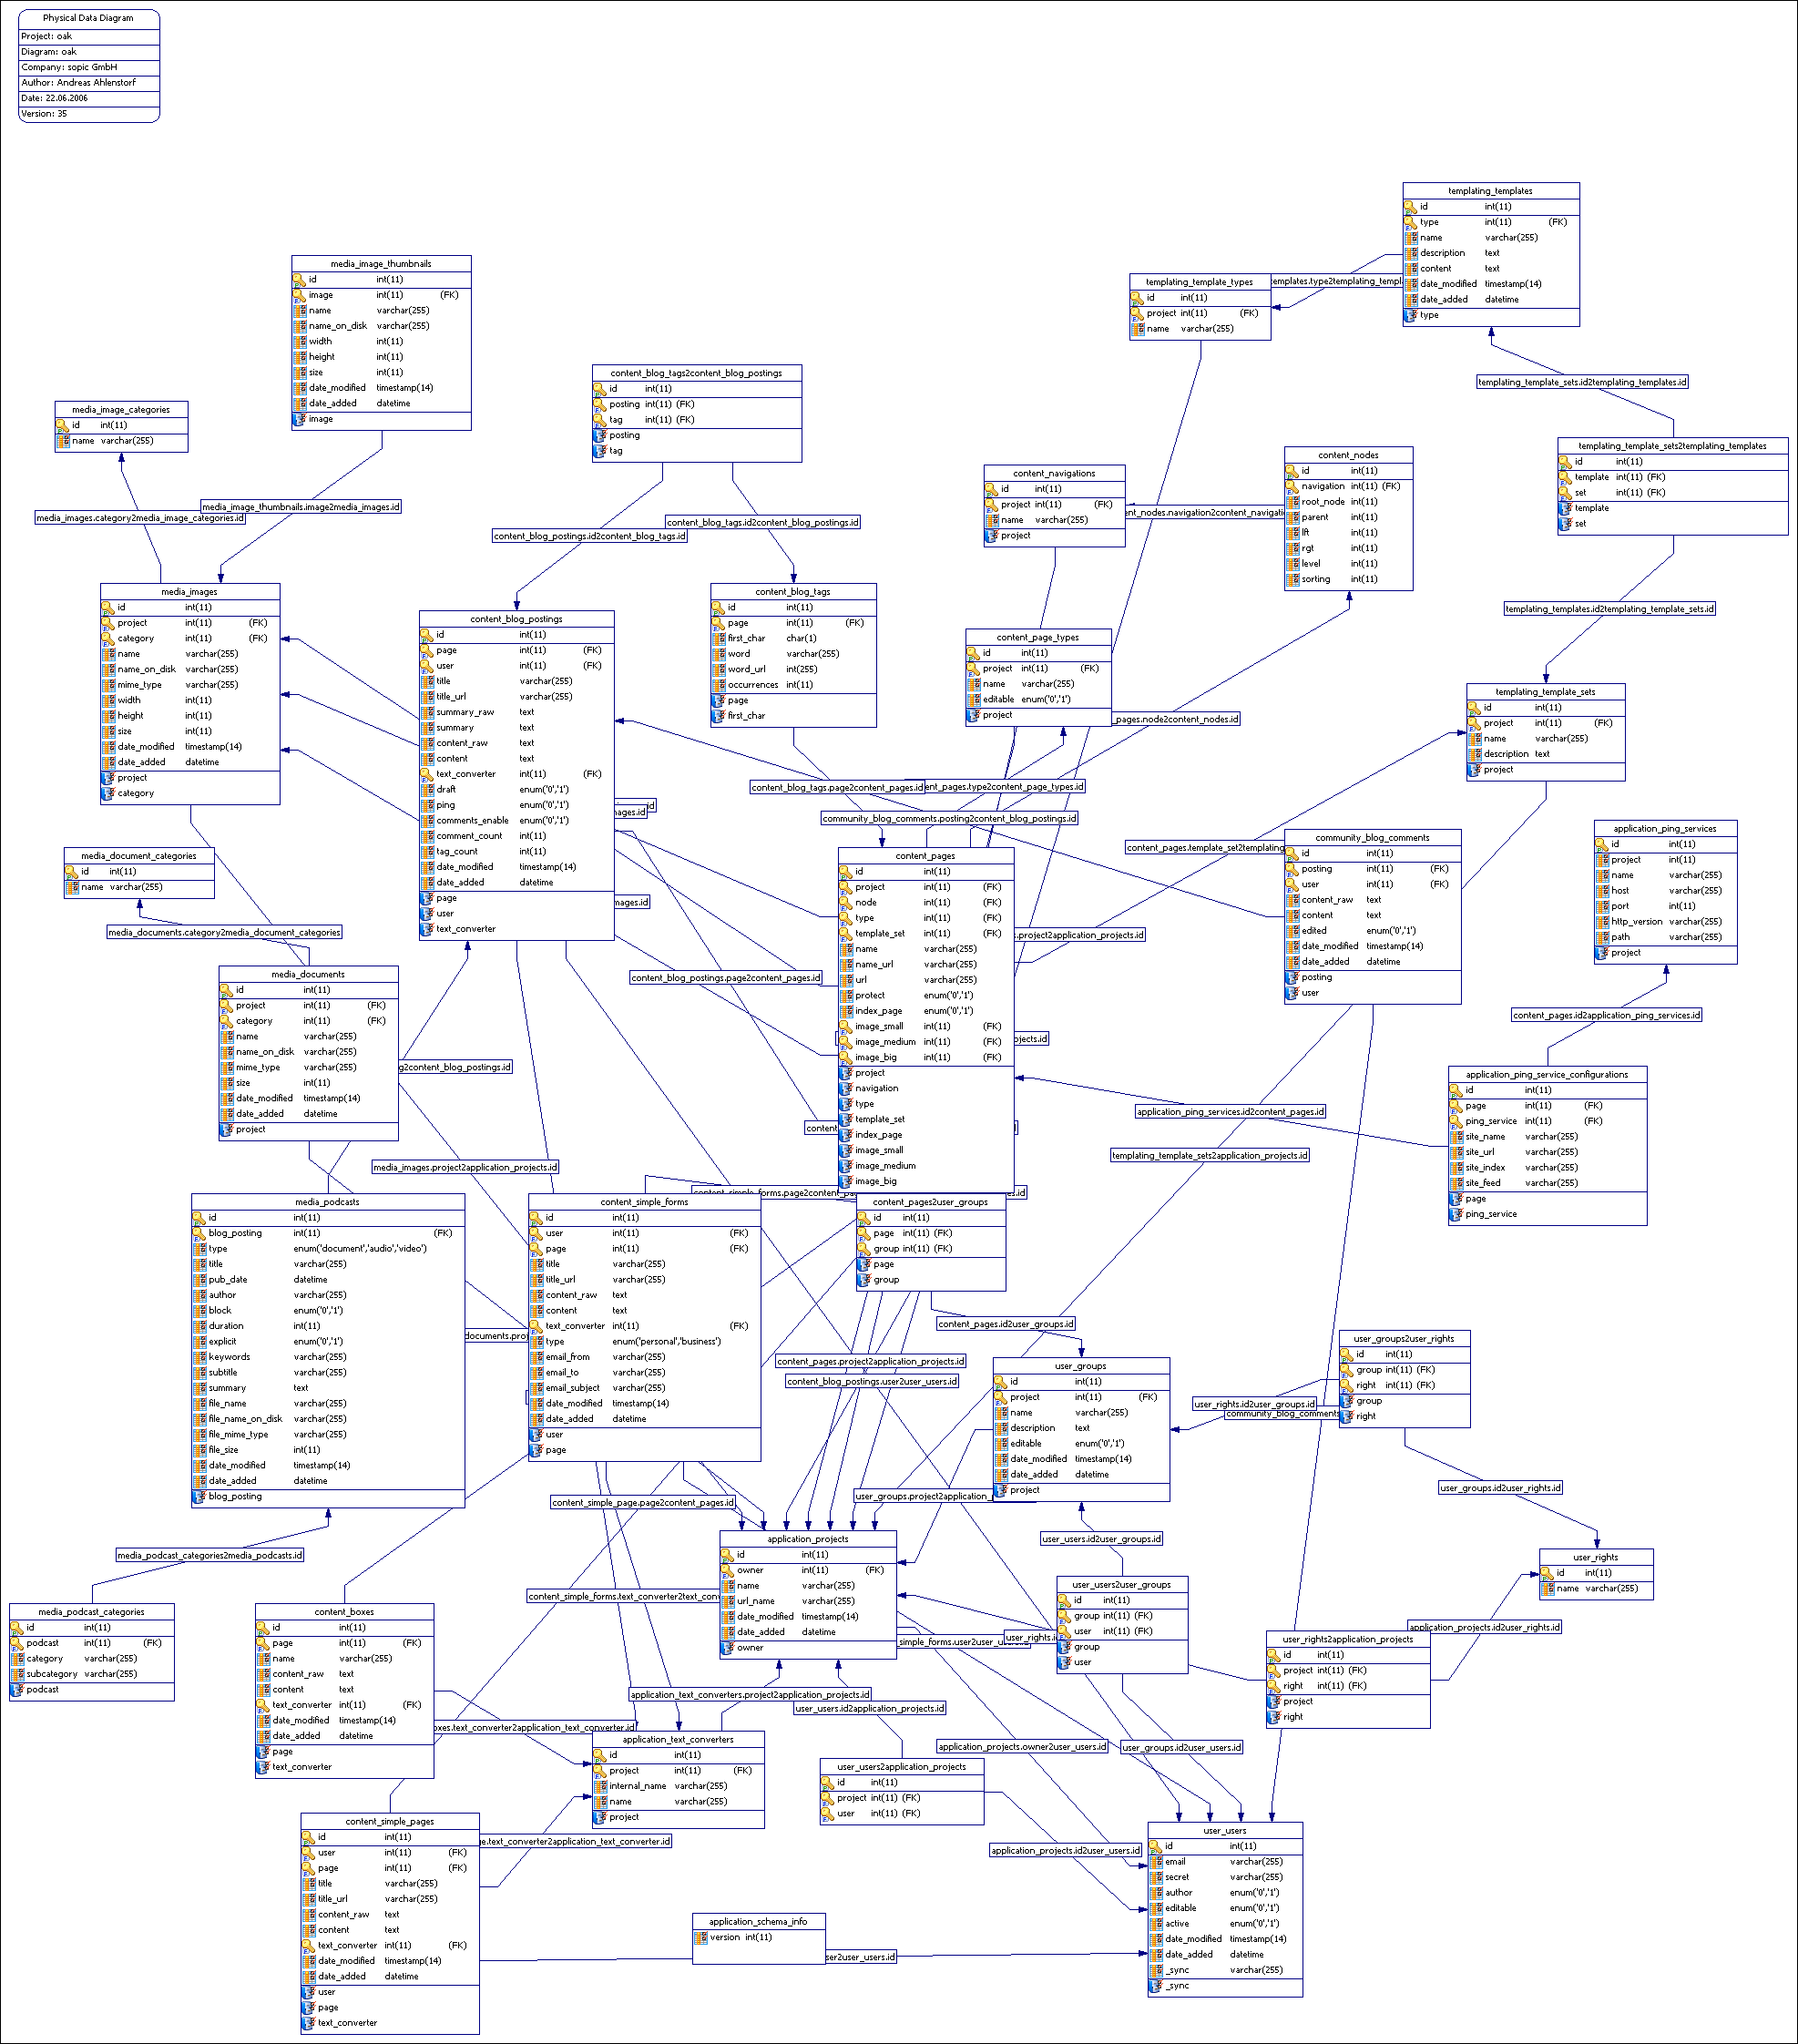 Physical Data Diagram
Project: oak
Diagram: oak
Company: sopic GmbH
Author: Andreas Ahlenstorf
Date: 22.06.2006
Version: 35
templating_templates
id int(11)
type int(11) (FK)
name varchar(255)
description text
content text
date_modified timestamp(14)
date_added datetime
type
templating_template_types
id int(11)
project int(11) (FK)
name varchar(255)
media_image_thumbnails
id int(11)
image int(11) (FK)
name varchar(255)
name_on_disk varchar(255)
width int(11)
height int(11)
size int(11)
date_modified timestamp(14)
date_added datetime
image
content_blog_tags2content_blog_postings
id int(11)
posting int(11) (FK)
tag int(11) (FK)
posting
tag
templating_template_sets.id2templating_templates.id
media_image_categories
id int(11)
name varchar(255)
templating_template_sets2templating_templates
id int(11)
template int(11) (FK)
set int(11) (FK)
template
set
content_nodes
id int(11)
navigation int(11) (FK)
root_node int(11)
parent int(11)
lft int(11)
rgt int(11)
level int(11)
sorting int(11)
content_navigations
id int(11)
project int(11) (FK)
name varchar(255)
project
media_image_thumbnails.image2media_images.id
media_images.category2media_image_categories.id
content_blog_tags.id2content_blog_postings.id
content_blog_postings.id2content_blog_tags.id
media_images
id int(11)
project int(11) (FK)
category int(11) (FK)
name varchar(255)
name_on_disk varchar(255)
mime_type varchar(255)
width int(11)
height int(11)
size int(11)
date_modified timestamp(14)
date_added datetime
project
category
content_blog_postings
id int(11)
page int(11) (FK)
user int(11) (FK)
title varchar(255)
title_url varchar(255)
summary_raw text
summary text
content_raw text
content text
text_converter int(11) (FK)
draft enum('0','1')
ping enum('0','1')
comments_enable enum('0','1')
comment_count int(11)
tag_count int(11)
date_modified timestamp(14)
date_added datetime
page
user
text_converter
content_blog_tags
id int(11)
page int(11) (FK)
first_char char(1)
word varchar(255)
word_url int(255)
occurrences int(11)
page
first_char
content_page_types
id int(11)
project int(11) (FK)
name varchar(255)
editable enum('0','1')
project
_pages.node2content_nodes.id
templating_templates.id2templating_template_sets.id
templating_template_sets
id int(11)
project int(11) (FK)
name varchar(255)
description text
project
content_blog_tags.page2content_pages.id
community_blog_comments.posting2content_blog_postings.id
content_pages.template_set2templating
content_pages
id int(11)
project int(11) (FK)
node int(11) (FK)
type int(11) (FK)
template_set int(11) (FK)
name varchar(255)
name_url varchar(255)
url varchar(255)
protect enum('0','1')
index_page enum('0','1')
image_small int(11) (FK)
image_medium int(11) (FK)
image_big int(11) (FK)
project
navigation
type
template_set
index_page
image_small
image_medium
image_big
community_blog_comments
id int(11)
posting int(11) (FK)
user int(11) (FK)
content_raw text
content text
edited enum('0','1')
date_modified timestamp(14)
date_added datetime
posting
user
application_ping_services
id int(11)
project int(11)
name varchar(255)
host varchar(255)
port int(11)
http_version varchar(255)
path varchar(255)
project
media_document_categories
id int(11)
name varchar(255)
media_documents.category2media_document_categories
content_blog_postings.page2content_pages.id
.project2application_projects.id
media_documents
id int(11)
project int(11) (FK)
category int(11) (FK)
name varchar(255)
name_on_disk varchar(255)
mime_type varchar(255)
size int(11)
date_modified timestamp(14)
date_added datetime
project
content_pages.id2application_ping_services.id
application_ping_service_configurations
id int(11)
page int(11) (FK)
ping_service int(11) (FK)
site_name varchar(255)
site_url varchar(255)
site_index varchar(255)
site_feed varchar(255)
page
ping_service
application_ping_services.id2content_pages.id
templating_template_sets2application_projects.id
media_images.project2application_projects.id
media_podcasts
id int(11)
blog_posting int(11) (FK)
type enum('document','audio','video')
title varchar(255)
pub_date datetime
author varchar(255)
block enum('0','1')
duration int(11)
explicit enum('0','1')
keywords varchar(255)
subtitle varchar(255)
summary text
file_name varchar(255)
file_name_on_disk varchar(255)
file_mime_type varchar(255)
file_size int(11)
date_modified timestamp(14)
date_added datetime
blog_posting
content_simple_forms
id int(11)
user int(11) (FK)
page int(11) (FK)
title varchar(255)
title_url varchar(255)
content_raw text
content text
text_converter int(11) (FK)
type enum('personal','business')
email_from varchar(255)
email_to varchar(255)
email_subject varchar(255)
date_modified timestamp(14)
date_added datetime
user
page
content_pages2user_groups
id int(11)
page int(11) (FK)
group int(11) (FK)
page
group
content_pages.id2user_groups.id
content_pages.project2application_projects.id
content_blog_postings.user2user_users.id
user_groups
id int(11)
project int(11) (FK)
name varchar(255)
description text
editable enum('0','1')
date_modified timestamp(14)
date_added datetime
project
user_groups2user_rights
id int(11)
group int(11) (FK)
right int(11) (FK)
group
right
user_rights.id2user_groups.id
community_blog_comments
user_groups.id2user_rights.id
content_simple_page.page2content_pages.id
user_groups.project2application_
user_users.id2user_groups.id
application_projects
id int(11)
owner int(11) (FK)
name varchar(255)
url_name varchar(255)
date_modified timestamp(14)
date_added datetime
owner
user_rights
id int(11)
name varchar(255)
media_podcast_categories2media_podcasts.id
media_podcast_categories
id int(11)
podcast int(11) (FK)
category varchar(255)
subcategory varchar(255)
podcast
content_boxes
id int(11)
page int(11) (FK)
name varchar(255)
content_raw text
content text
text_converter int(11) (FK)
date_modified timestamp(14)
date_added datetime
page
text_converter
user_users2user_groups
id int(11)
group int(11) (FK)
user int(11) (FK)
group
user
application_projects.id2user_rights.id
user_rights2application_projects
id int(11)
project int(11) (FK)
right int(11) (FK)
project
right
application_text_converters.project2application_projects.id
user_users.id2application_projects.id
application_text_converters
id int(11)
project int(11) (FK)
internal_name varchar(255)
name varchar(255)
project
application_projects.owner2user_users.id
user_groups.id2user_users.id
user_users2application_projects
id int(11)
project int(11) (FK)
user int(11) (FK)
content_simple_pages
id int(11)
user int(11) (FK)
page int(11) (FK)
title varchar(255)
title_url varchar(255)
content_raw text
content text
text_converter int(11) (FK)
date_modified timestamp(14)
date_added datetime
user
page
text_converter
application_projects.id2user_users.id
user_users
id int(11)
email varchar(255)
secret varchar(255)
author enum('0','1')
editable enum('0','1')
active enum('0','1')
date_modified timestamp(14)
date_added datetime
_sync varchar(255)
_sync
application_schema_info
version int(11)